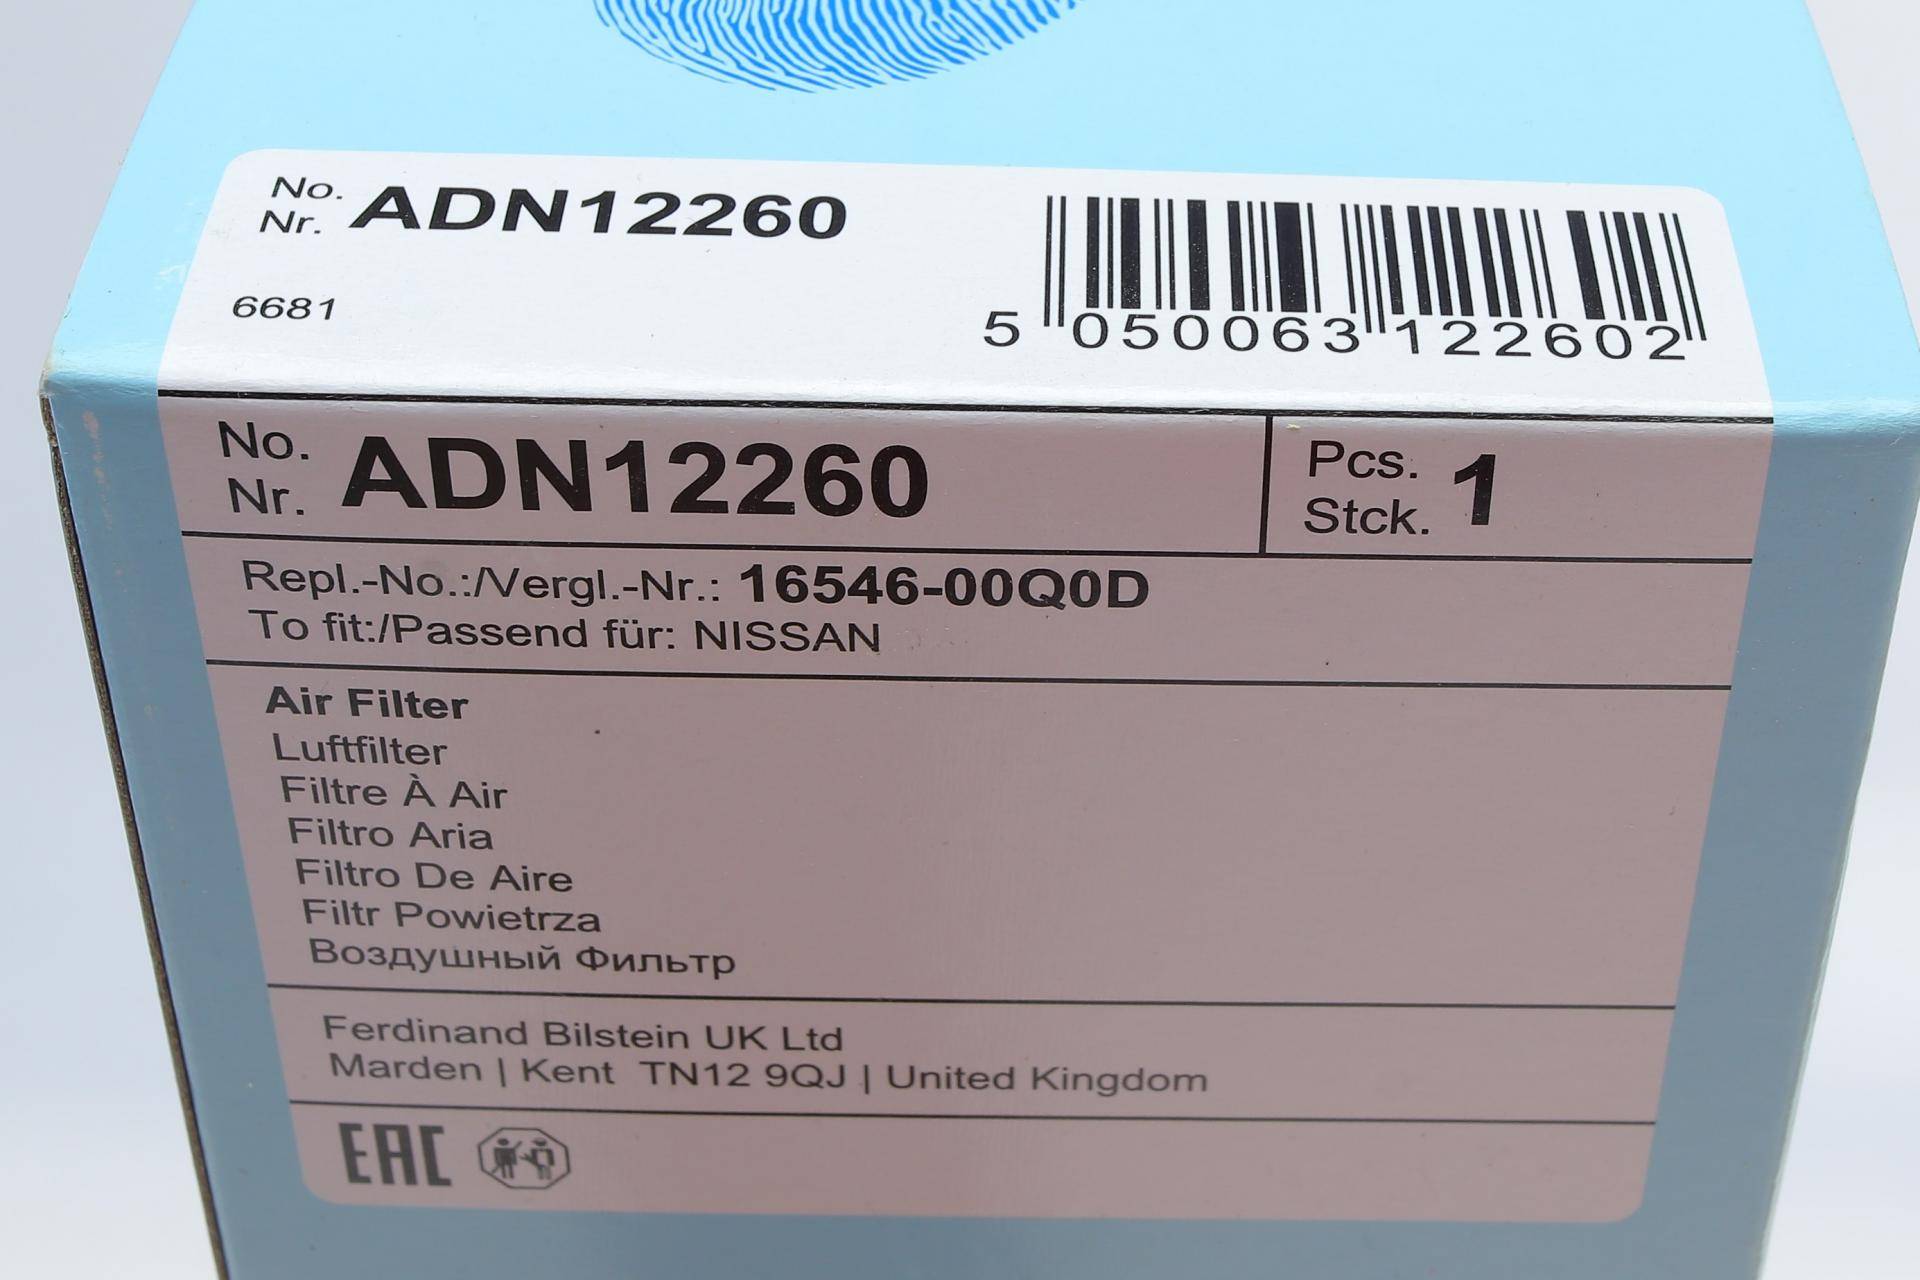 No.
Nr. ADN12260
6681
5 050063 122602
No.
Nr. ADN12260
Pcs.
Stck. 1
Repl.-No.:/Vergl.-Nr.: 16546-00Q0D
To fit:/Passend für: NISSAN
Air Filter
Luftfilter
Filtre À Air
Filtro Aria
Filtro De Aire
Filtr Powietrza
Воздушный Фильтр
Ferdinand Bilstein UK Ltd
Marden | Kent TN12 9QJ | United Kingdom
EAC